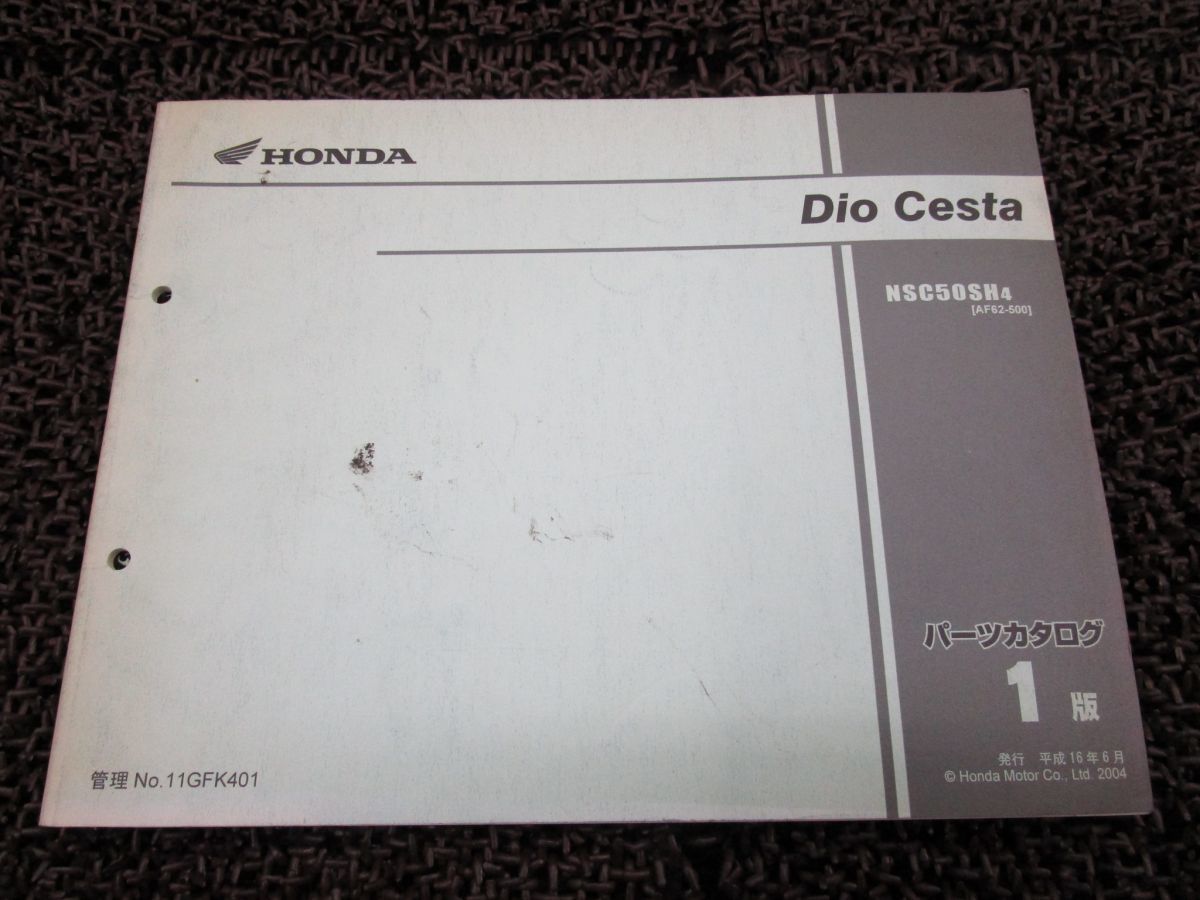 HONDA
Dio Cesta
NSC50SH4
[AF62-500]
パーツカタログ
1版
発行 平成16年6月
© Honda Motor Co., Ltd. 2004
管理 No.11GFK401